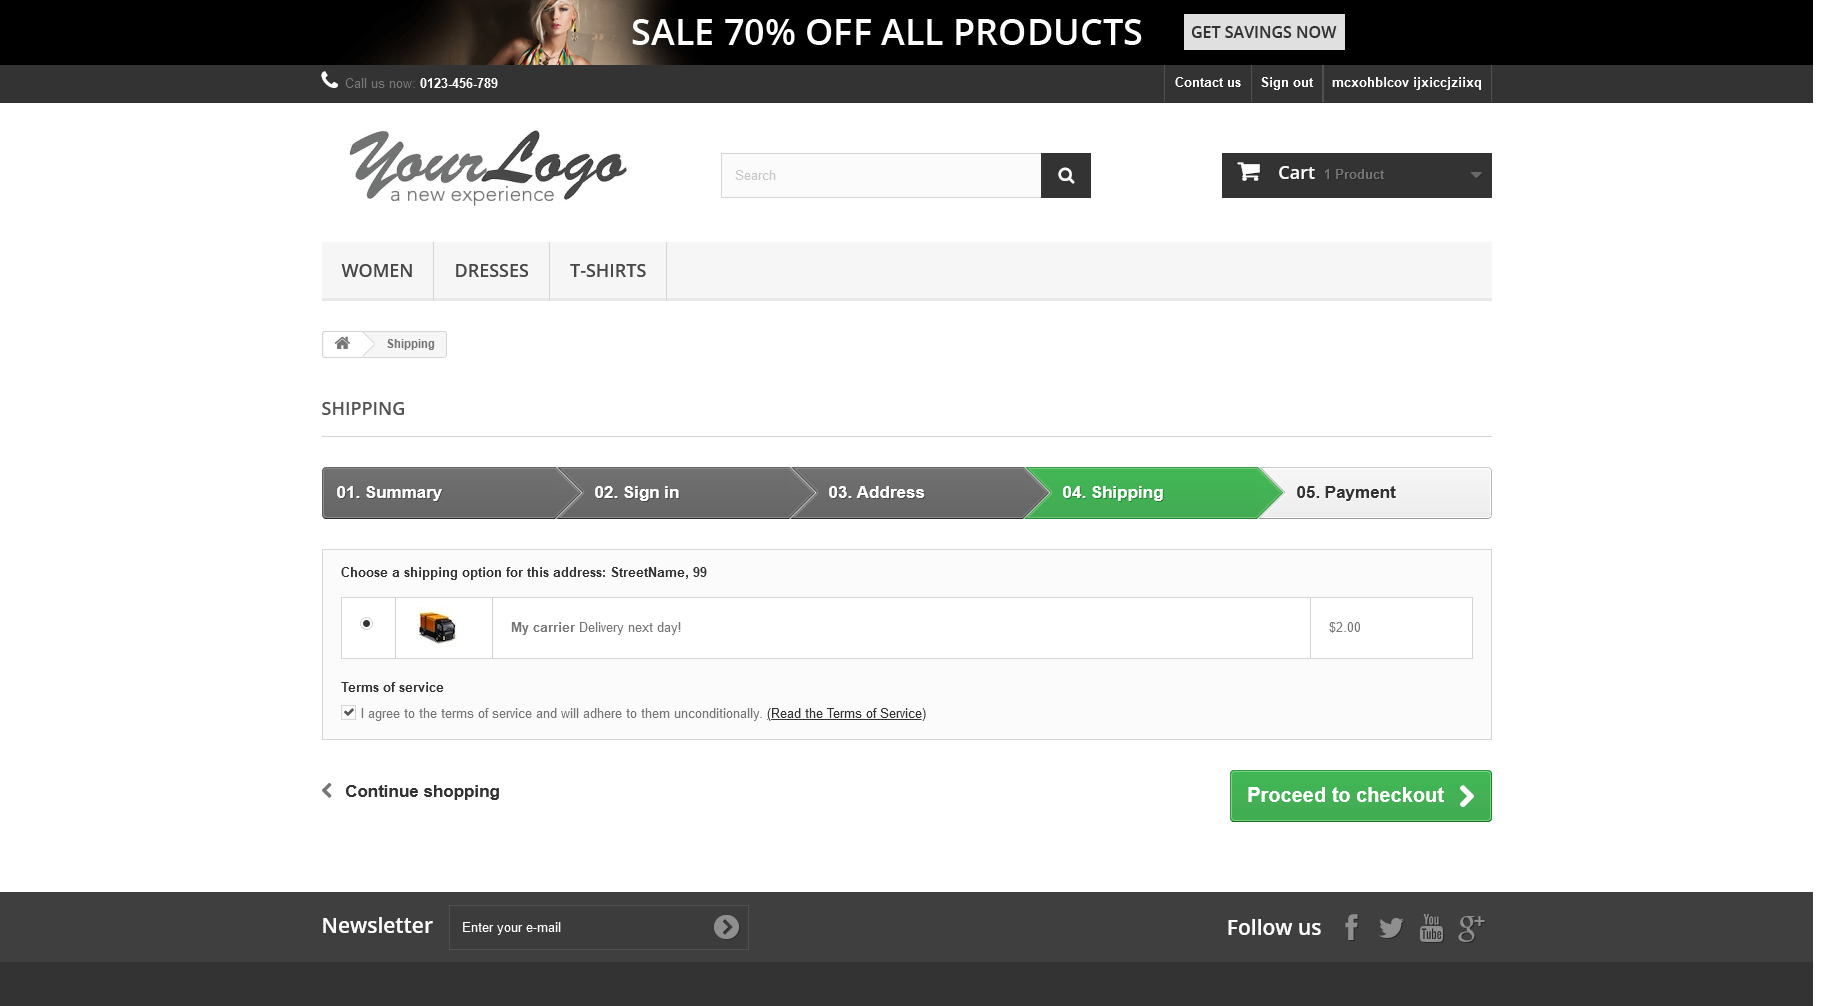 SALE 70% OFF ALL PRODUCTS GET SAVINGS NOW
Call us now: 0123-456-789 Contact us Sign out mcxohblcov ijxiccjziixq
YourLogo
a new experience
Search
Cart 1 Product
WOMEN DRESSES T-SHIRTS
Shipping
SHIPPING
01. Summary 02. Sign in 03. Address 04. Shipping 05. Payment
Choose a shipping option for this address: StreetName, 99
My carrier Delivery next day! $2.00
Terms of service
I agree to the terms of service and will adhere to them unconditionally. (Read the Terms of Service)
Continue shopping Proceed to checkout
Newsletter Enter your e-mail Follow us f You Tube g+